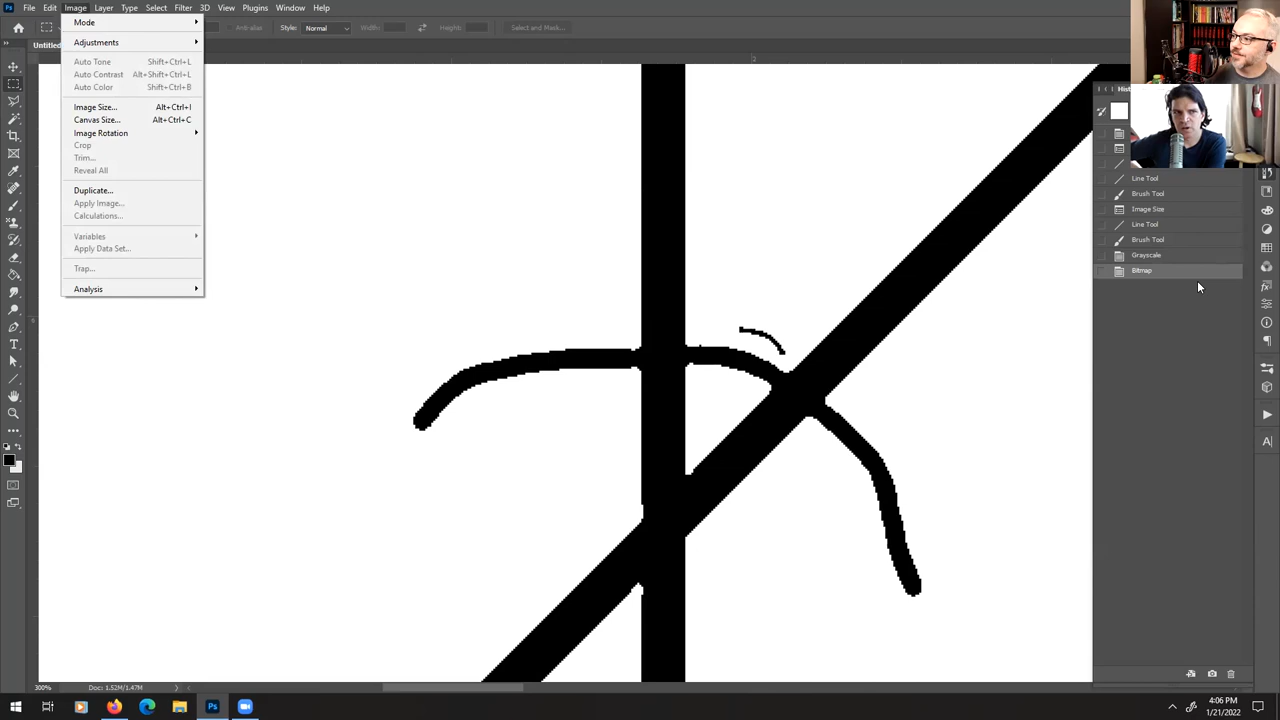 Ps File Edit Image Layer Type Select Filter 3D View Plugins Window Help
Anti-alias Style: Normal Width: Height: Select and Mask...
Untitled
Mode
Adjustments
Auto Tone Shift+Ctrl+L
Auto Contrast Alt+Shift+Ctrl+L
Auto Color Shift+Ctrl+B
Image Size... Alt+Ctrl+I
Canvas Size... Alt+Ctrl+C
Image Rotation
Crop
Trim...
Reveal All
Duplicate...
Apply Image...
Calculations...
Variables
Apply Data Set...
Trap...
Analysis
Hist
Line Tool
Brush Tool
Image Size
Line Tool
Brush Tool
Grayscale
Bitmap
300% Doc: 1.52M/1.47M
Ps
4:06 PM
1/21/2022